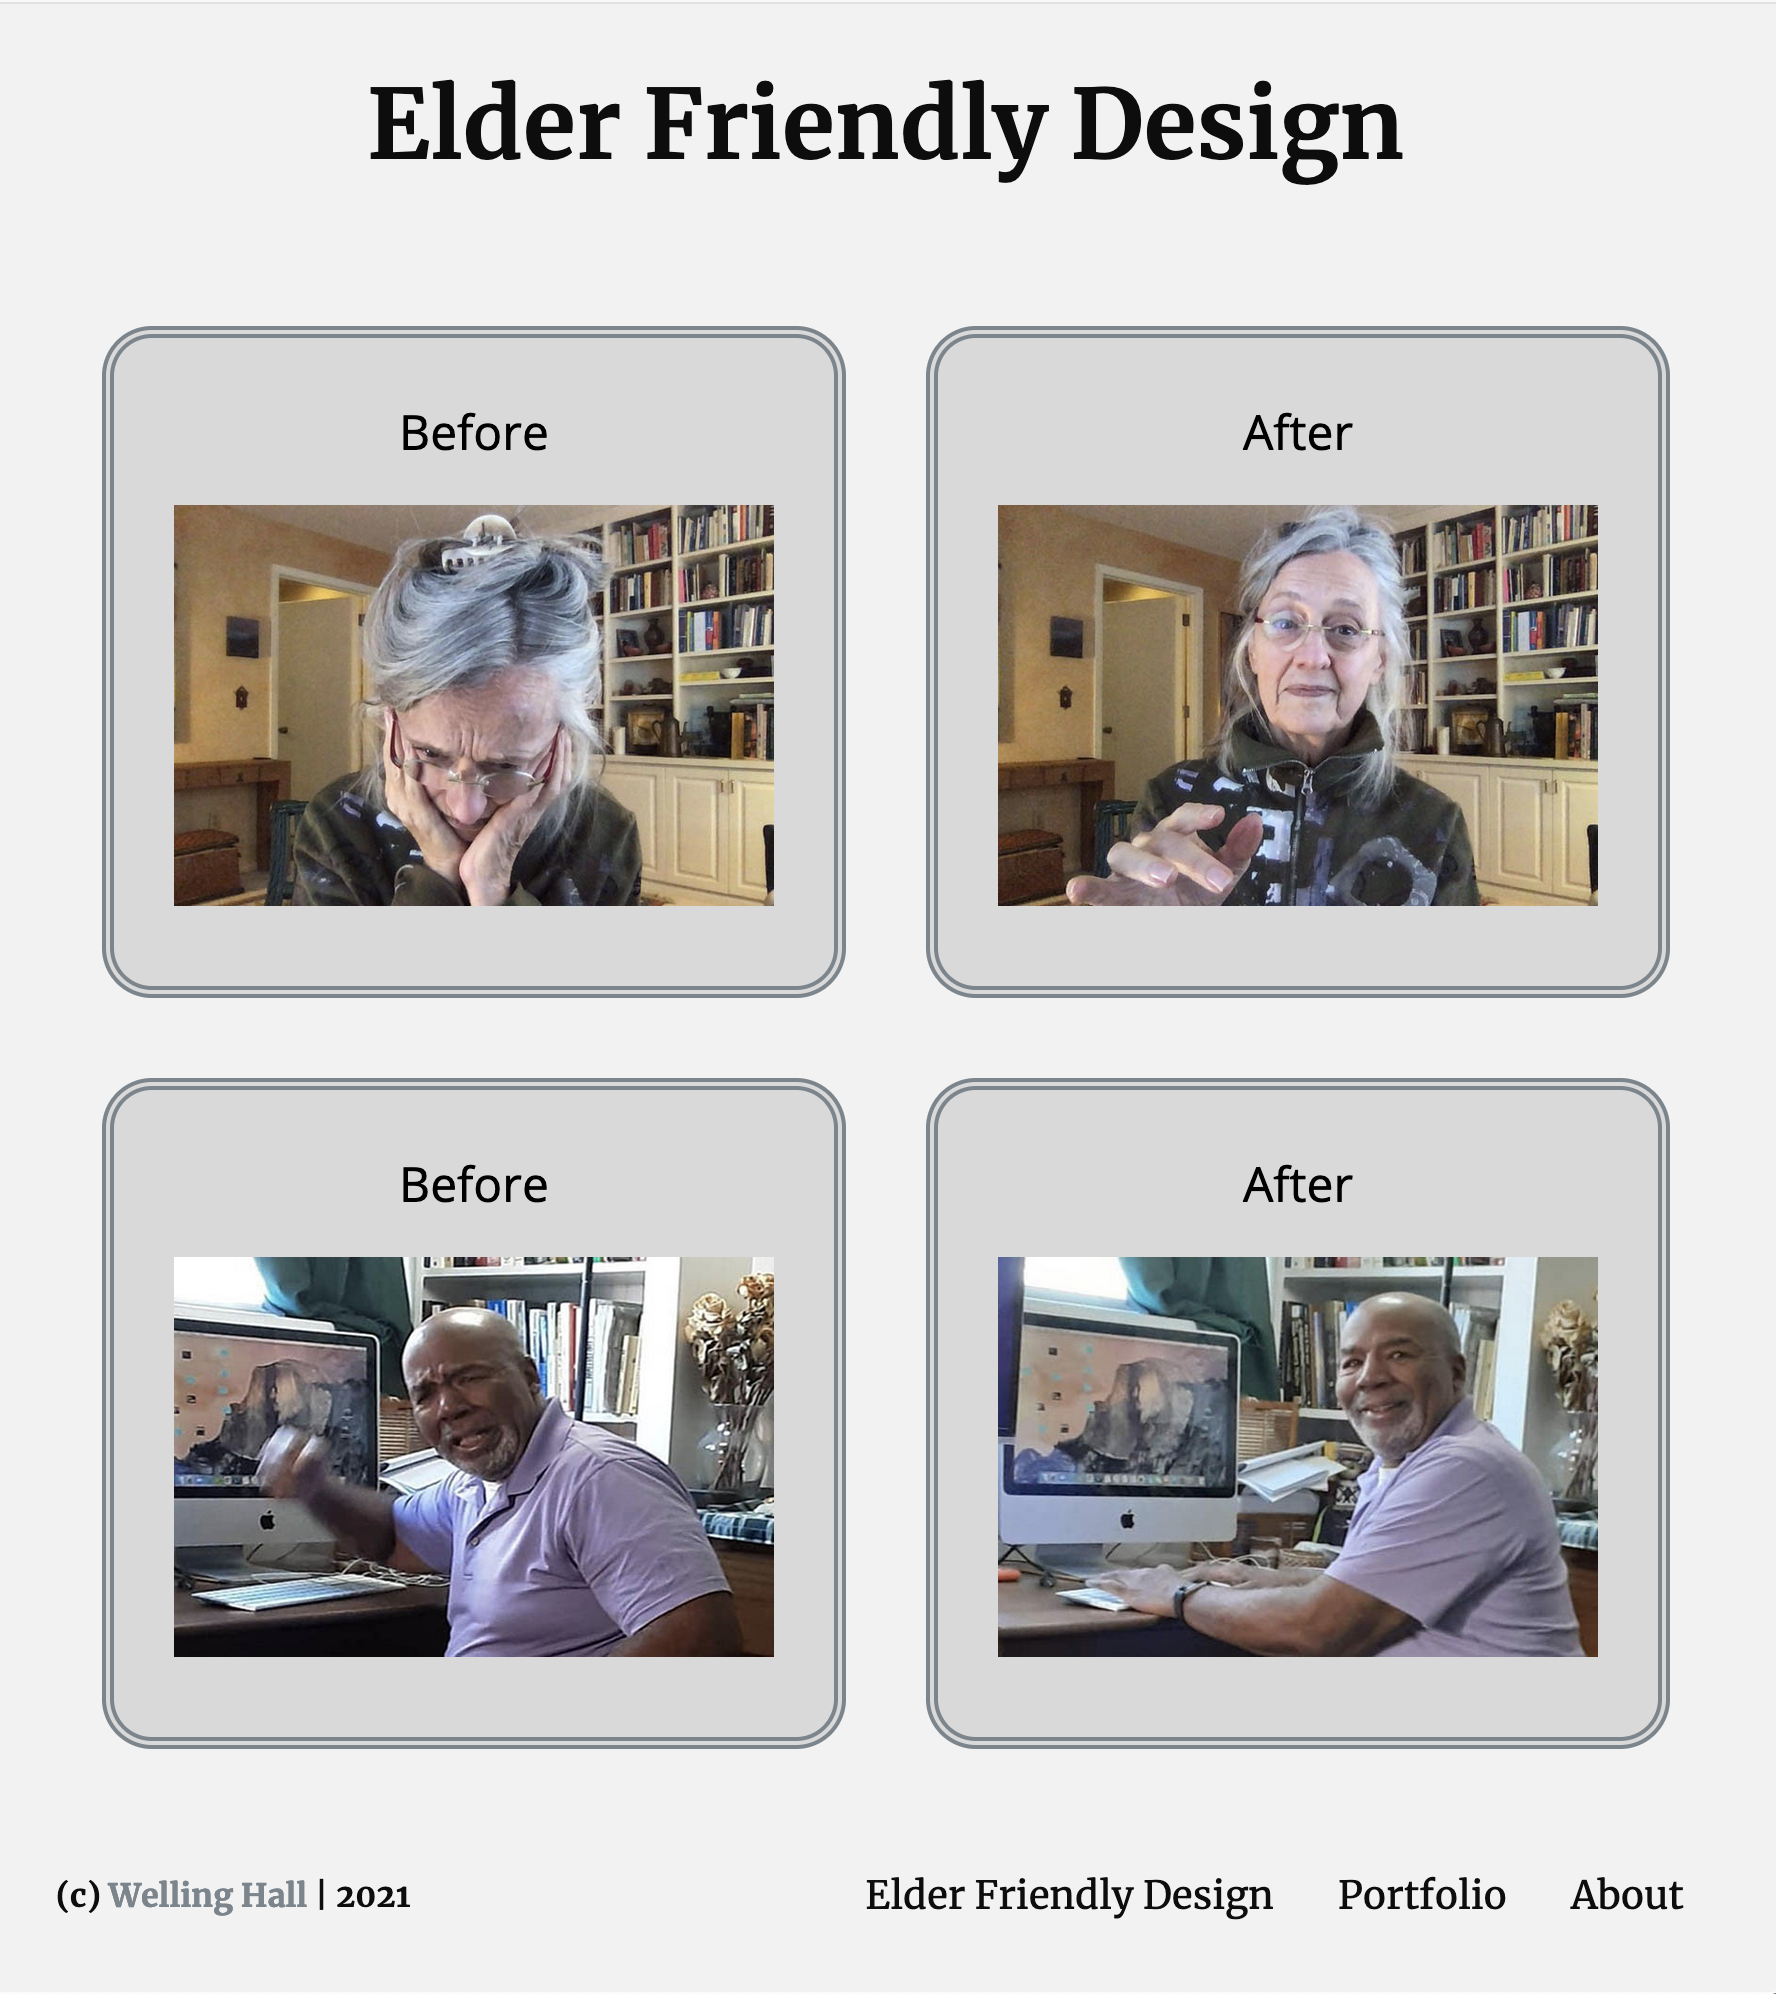 Elder Friendly Design
Before
After
Before
After
(c) Welling Hall | 2021
Elder Friendly Design
Portfolio
About